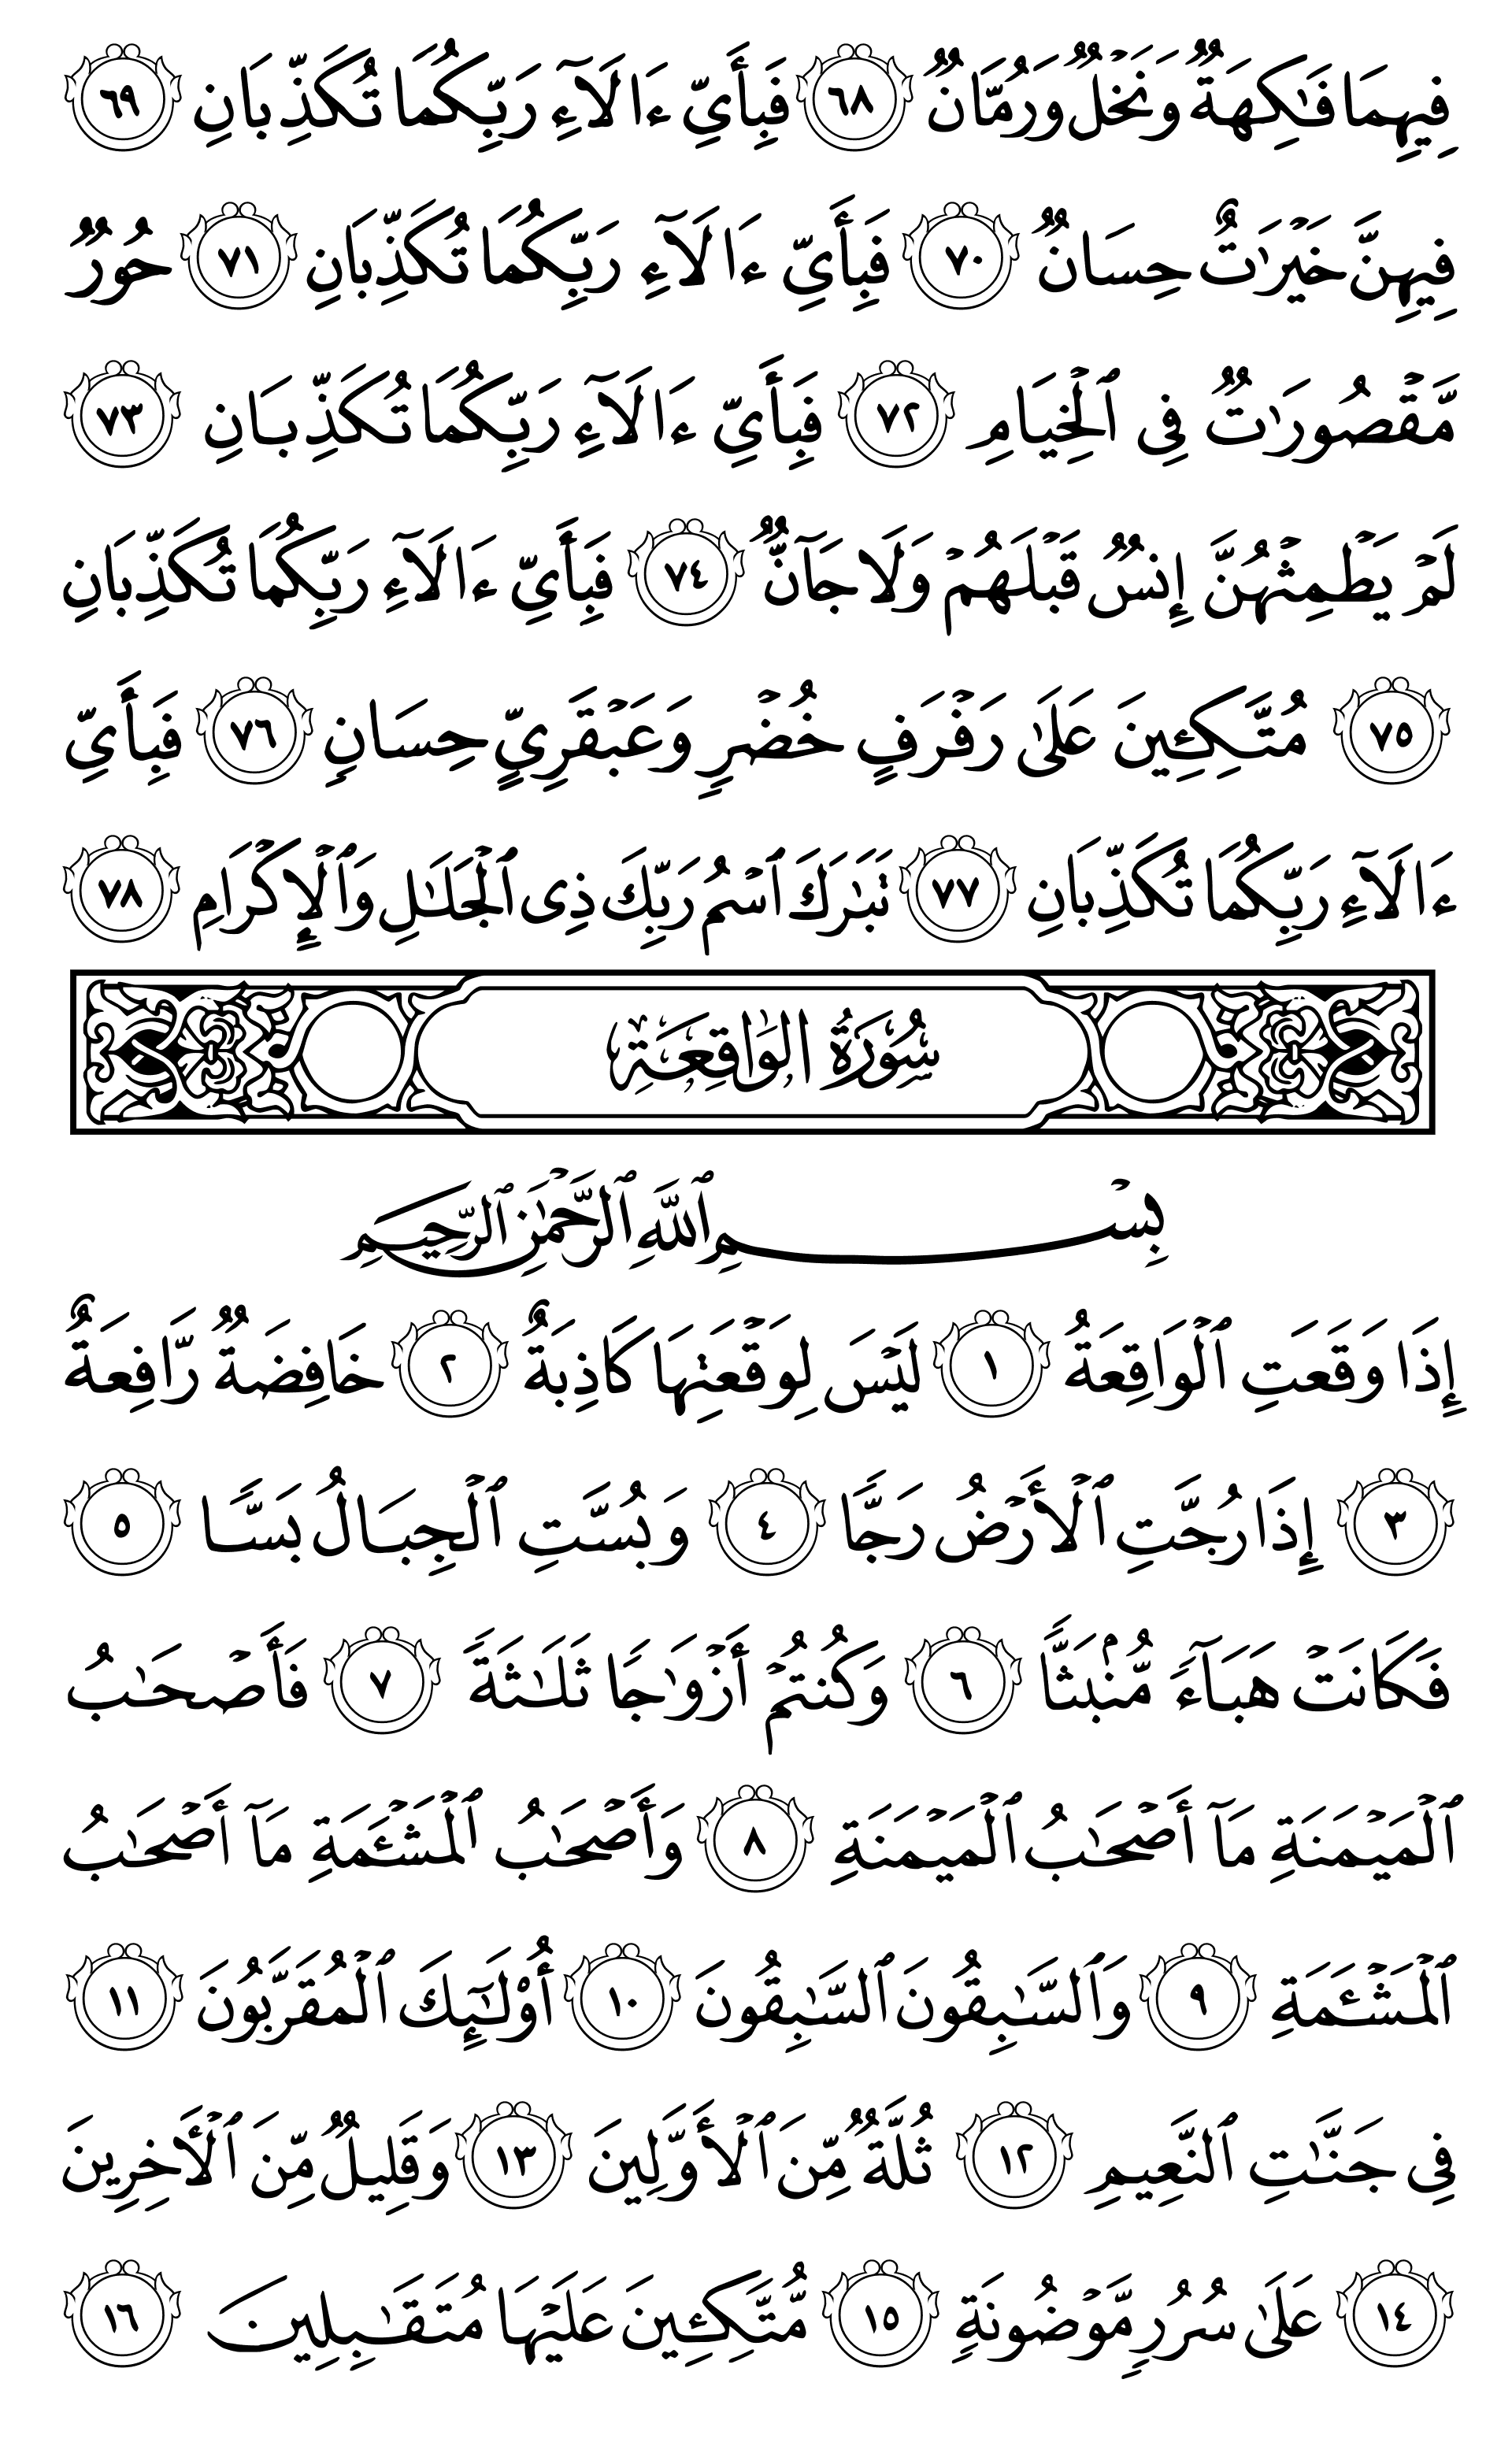 فِيهِمَا فَٰكِهَةٌ وَنَخْلٌ وَرُمَّانٌ ٦٨ فَبِأَيِّ ءَالَآءِ رَبِّكُمَا تُكَذِّبَانِ ٦٩
فِيهِنَّ خَيْرَٰتٌ حِسَانٌ ٧٠ فَبِأَيِّ ءَالَآءِ رَبِّكُمَا تُكَذِّبَانِ ٧١ حُورٌ
مَّقْصُورَٰتٌ فِى ٱلْخِيَامِ ٧٢ فَبِأَيِّ ءَالَآءِ رَبِّكُمَا تُكَذِّبَانِ ٧٣
لَمْ يَطْمِثْهُنَّ إِنسٌ قَبْلَهُمْ وَلَا جَآنٌّ ٧٤ فَبِأَيِّ ءَالَآءِ رَبِّكُمَا تُكَذِّبَانِ
٧٥ مُتَّكِـِٔينَ عَلَىٰ رَفْرَفٍ خُضْرٍ وَعَبْقَرِيٍّ حِسَانٍ ٧٦ فَبِأَيِّ
ءَالَآءِ رَبِّكُمَا تُكَذِّبَانِ ٧٧ تَبَٰرَكَ ٱسْمُ رَبِّكَ ذِى ٱلْجَلَٰلِ وَٱلْإِكْرَامِ ٧٨
سُورَةُ الوَاقِعَةِ
بِسْمِ ٱللَّهِ ٱلرَّحْمَٰنِ ٱلرَّحِيمِ
إِذَا وَقَعَتِ ٱلْوَاقِعَةُ ١ لَيْسَ لِوَقْعَتِهَا كَاذِبَةٌ ٢ خَافِضَةٌ رَّافِعَةٌ
٣ إِذَا رُجَّتِ ٱلْأَرْضُ رَجًّا ٤ وَبُسَّتِ ٱلْجِبَالُ بَسًّا ٥
فَكَانَتْ هَبَآءً مُّنۢبَثًّا ٦ وَكُنتُمْ أَزْوَٰجًا ثَلَٰثَةً ٧ فَأَصْحَٰبُ
ٱلْمَيْمَنَةِ مَآ أَصْحَٰبُ ٱلْمَيْمَنَةِ ٨ وَأَصْحَٰبُ ٱلْمَشْـَٔمَةِ مَآ أَصْحَٰبُ
ٱلْمَشْـَٔمَةِ ٩ وَٱلسَّٰبِقُونَ ٱلسَّٰبِقُونَ ١٠ أُو۟لَٰٓئِكَ ٱلْمُقَرَّبُونَ ١١
فِى جَنَّٰتِ ٱلنَّعِيمِ ١٢ ثُلَّةٌ مِّنَ ٱلْأَوَّلِينَ ١٣ وَقَلِيلٌ مِّنَ ٱلْأَخِرِينَ
١٤ عَلَىٰ سُرُرٍ مَّوْضُونَةٍ ١٥ مُّتَّكِـِٔينَ عَلَيْهَا مُتَقَٰبِلِينَ ١٦